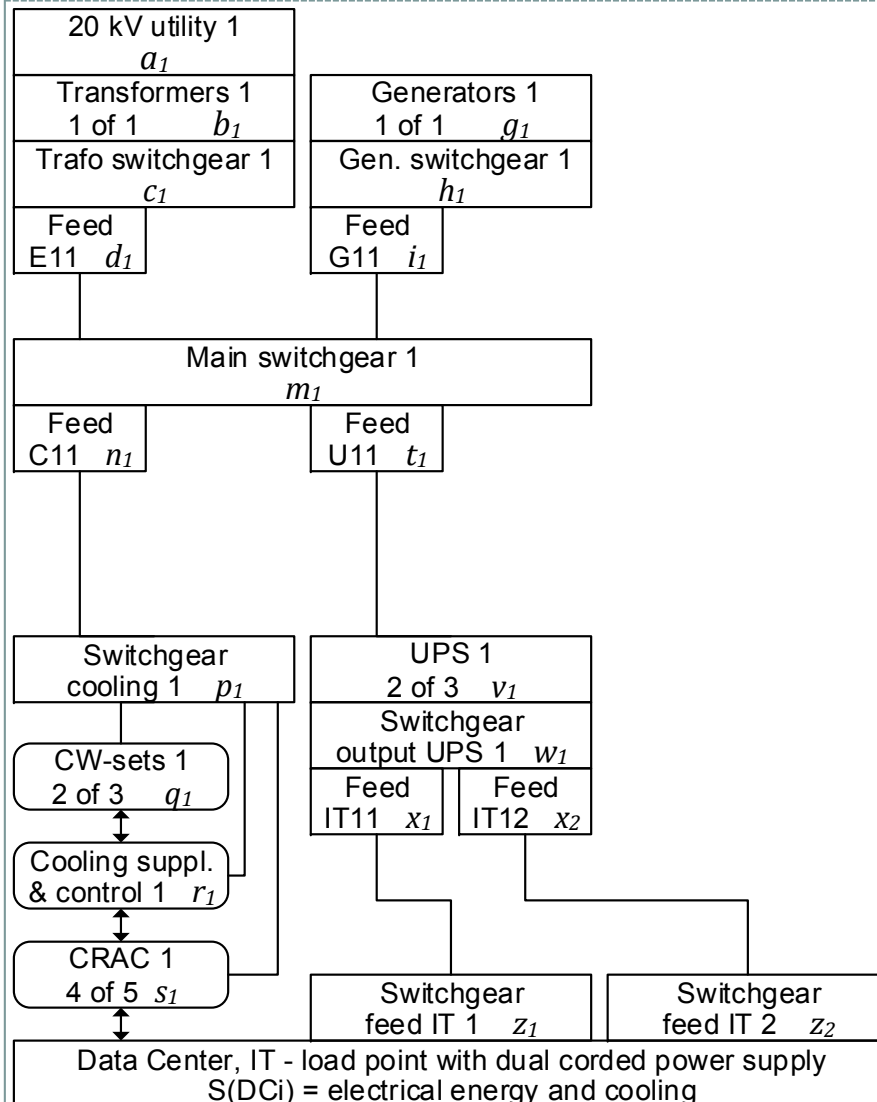 20 kV utility 1
a₁
Transformers 1
1 of 1 b₁
Trafo switchgear 1
c₁
Feed
E11 d₁
Generators 1
1 of 1 g₁
Gen. switchgear 1
h₁
Feed
G11 i₁
Main switchgear 1
m₁
Feed
C11 n₁
Feed
U11 t₁
Switchgear
cooling 1 p₁
CW-sets 1
2 of 3 q₁
Cooling suppl.
& control 1 r₁
CRAC 1
4 of 5 s₁
UPS 1
2 of 3 v₁
Switchgear
output UPS 1 w₁
Feed
IT11 x₁
Feed
IT12 x₂
Switchgear
feed IT 1 z₁
Switchgear
feed IT 2 z₂
Data Center, IT - load point with dual corded power supply
S(DCi) = electrical energy and cooling